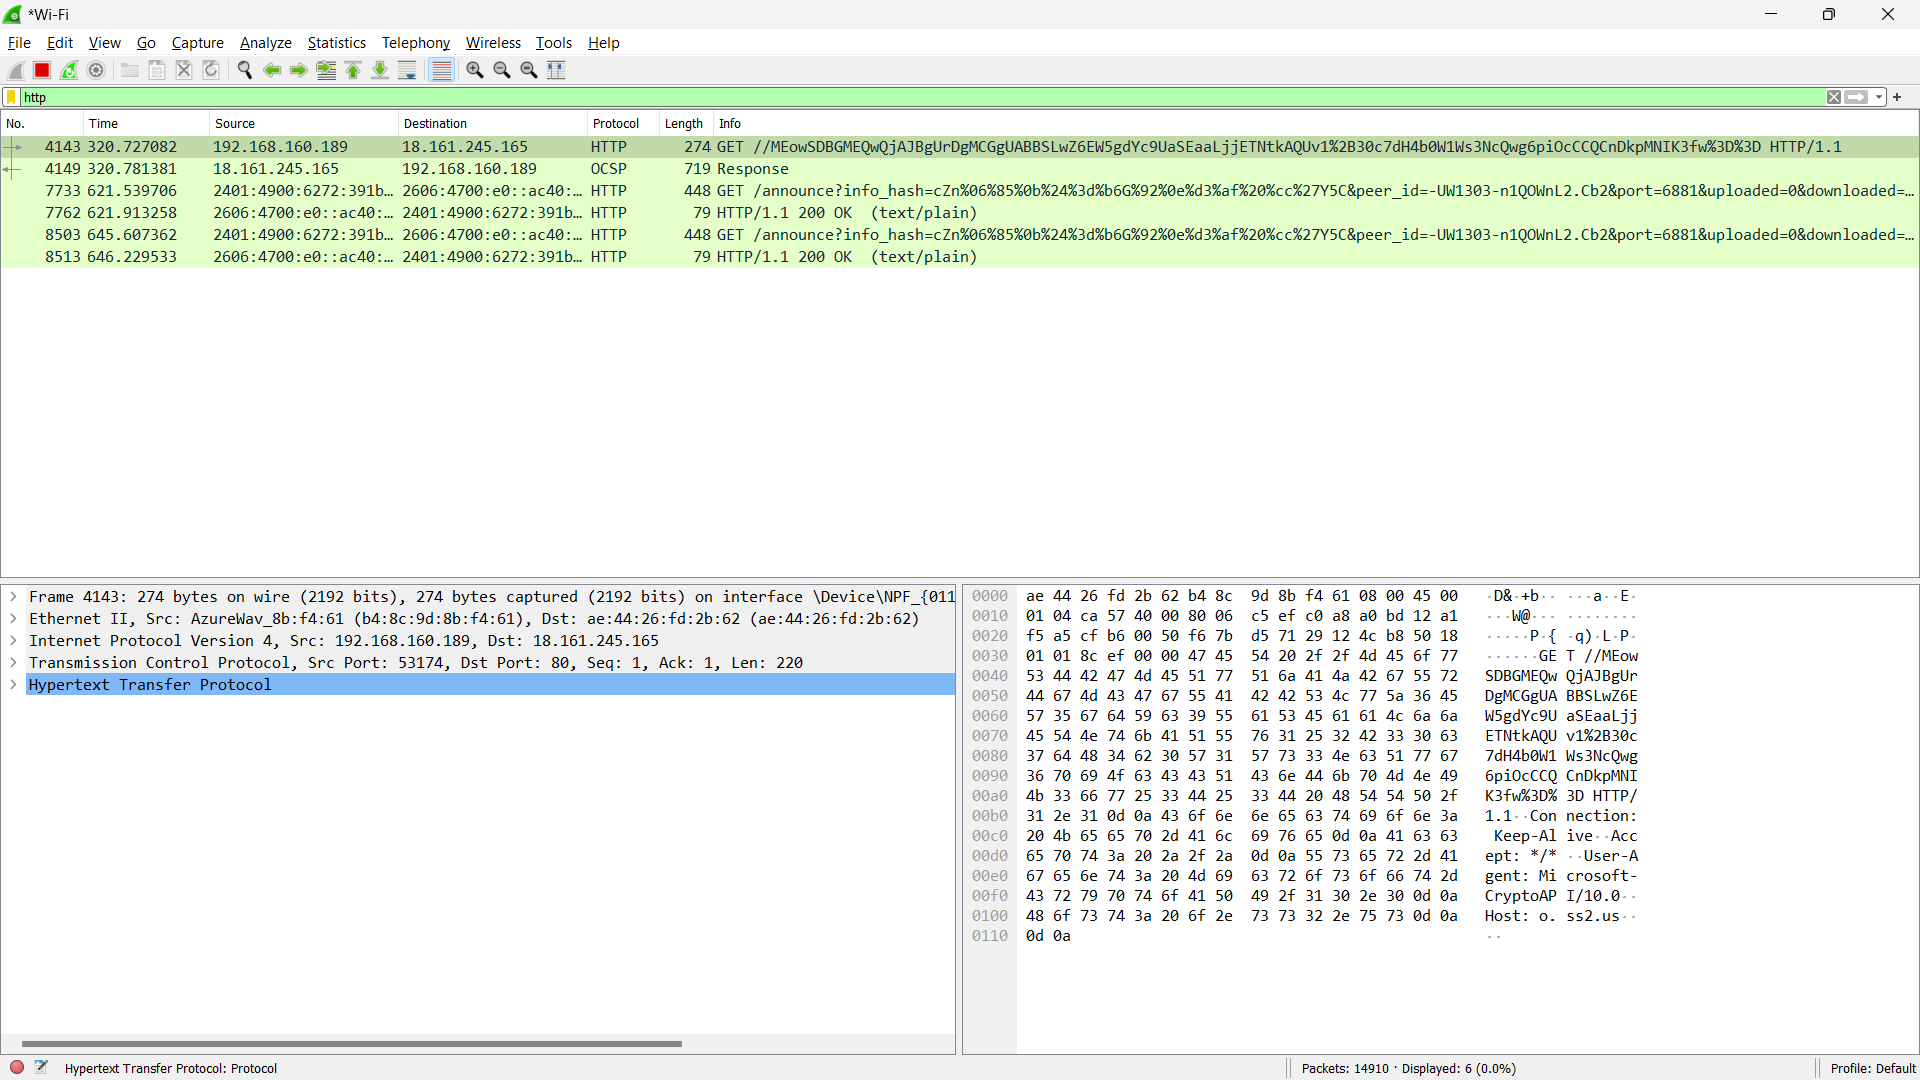 *Wi-Fi
File Edit View Go Capture Analyze Statistics Telephony Wireless Tools Help
http
No. Time Source Destination Protocol Length Info
4143 320.727082 192.168.160.189 18.161.245.165 HTTP 274 GET //MEowSDBGMEQwQjAJBgUrDgMCGgUABBSLwZ6EW5gdYc9UaSEaaLjjETNtkAQUv1%2B30c7dH4b0W1Ws3NcQwg6piOcCCQCnDkpMNIK3fw%3D%3D HTTP/1.1
4149 320.781381 18.161.245.165 192.168.160.189 OCSP 719 Response
7733 621.539706 2401:4900:6272:391b… 2606:4700:e0::ac40:… HTTP 448 GET /announce?info_hash=cZn%06%85%0b%24%3d%b6G%92%0e%d3%af%20%cc%27Y5C&peer_id=-UW1303-n1QOWnL2.Cb2&port=6881&uploaded=0&downloaded=…
7762 621.913258 2606:4700:e0::ac40:… 2401:4900:6272:391b… HTTP 79 HTTP/1.1 200 OK (text/plain)
8503 645.607362 2401:4900:6272:391b… 2606:4700:e0::ac40:… HTTP 448 GET /announce?info_hash=cZn%06%85%0b%24%3d%b6G%92%0e%d3%af%20%cc%27Y5C&peer_id=-UW1303-n1QOWnL2.Cb2&port=6881&uploaded=0&downloaded=…
8513 646.229533 2606:4700:e0::ac40:… 2401:4900:6272:391b… HTTP 79 HTTP/1.1 200 OK (text/plain)
Frame 4143: 274 bytes on wire (2192 bits), 274 bytes captured (2192 bits) on interface \Device\NPF_{011
Ethernet II, Src: AzureWav_8b:f4:61 (b4:8c:9d:8b:f4:61), Dst: ae:44:26:fd:2b:62 (ae:44:26:fd:2b:62)
Internet Protocol Version 4, Src: 192.168.160.189, Dst: 18.161.245.165
Transmission Control Protocol, Src Port: 53174, Dst Port: 80, Seq: 1, Ack: 1, Len: 220
Hypertext Transfer Protocol
0000 ae 44 26 fd 2b 62 b4 8c 9d 8b f4 61 08 00 45 00 ·D&·+b·· ···a··E·
0010 01 04 ca 57 40 00 80 06 c5 ef c0 a8 a0 bd 12 a1 ···W@··· ········
0020 f5 a5 cf b6 00 50 f6 7b d5 71 29 12 4c b8 50 18 ·····P·{ ·q)·L·P·
0030 01 01 8c ef 00 00 47 45 54 20 2f 2f 4d 45 6f 77 ······GE T //MEow
0040 53 44 42 47 4d 45 51 77 51 6a 41 4a 42 67 55 72 SDBGMEQw QjAJBgUr
0050 44 67 4d 43 47 67 55 41 42 42 53 4c 77 5a 36 45 DgMCGgUA BBSLwZ6E
0060 57 35 67 64 59 63 39 55 61 53 45 61 61 4c 6a 6a W5gdYc9U aSEaaLjj
0070 45 54 4e 74 6b 41 51 55 76 31 25 32 42 33 30 63 ETNtkAQU v1%2B30c
0080 37 64 48 34 62 30 57 31 57 73 33 4e 63 51 77 67 7dH4b0W1 Ws3NcQwg
0090 36 70 69 4f 63 43 43 51 43 6e 44 6b 70 4d 4e 49 6piOcCCQ CnDkpMNI
00a0 4b 33 66 77 25 33 44 25 33 44 20 48 54 54 50 2f K3fw%3D% 3D HTTP/
00b0 31 2e 31 0d 0a 43 6f 6e 6e 65 63 74 69 6f 6e 3a 1.1··Con nection:
00c0 20 4b 65 65 70 2d 41 6c 69 76 65 0d 0a 41 63 63 Keep-Al ive··Acc
00d0 65 70 74 3a 20 2a 2f 2a 0d 0a 55 73 65 72 2d 41 ept: */* ··User-A
00e0 67 65 6e 74 3a 20 4d 69 63 72 6f 73 6f 66 74 2d gent: Mi crosoft-
00f0 43 72 79 70 74 6f 41 50 49 2f 31 30 2e 30 0d 0a CryptoAP I/10.0··
0100 48 6f 73 74 3a 20 6f 2e 73 73 32 2e 75 73 0d 0a Host: o. ss2.us··
0110 0d 0a ··
Hypertext Transfer Protocol: Protocol Packets: 14910 · Displayed: 6 (0.0%) Profile: Default